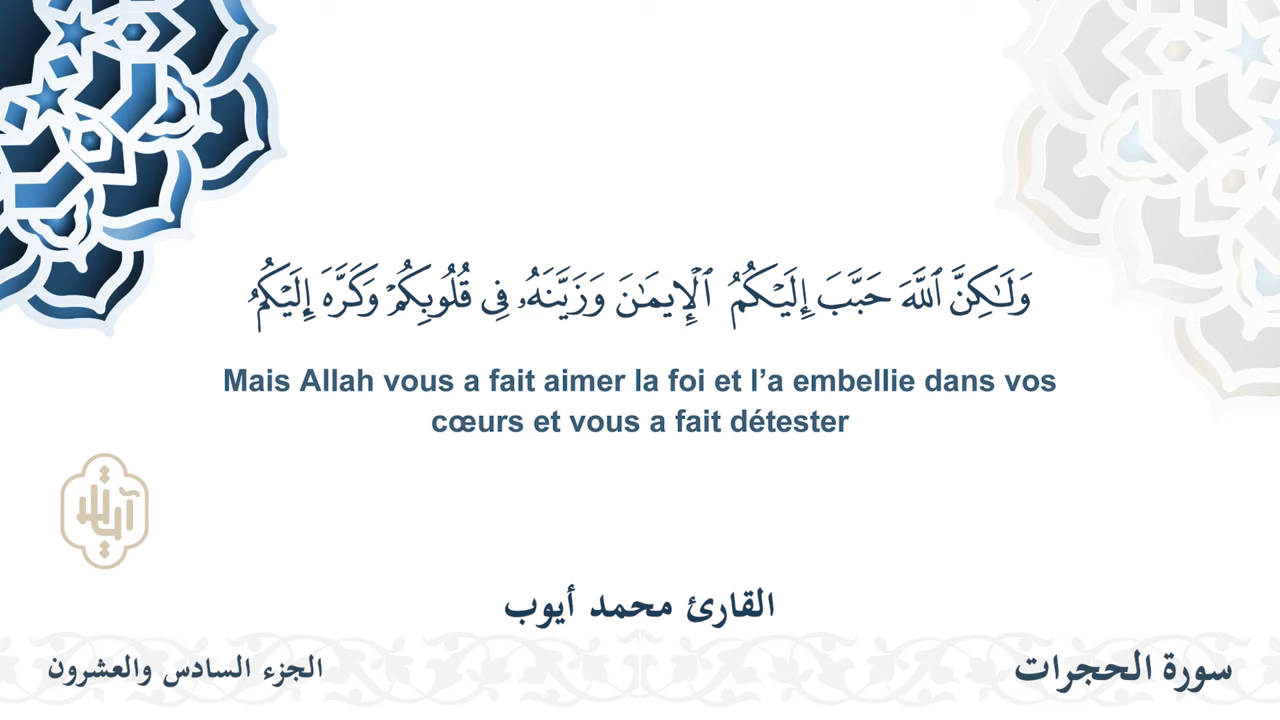 وَلَـٰكِنَّ ٱللَّهَ حَبَّبَ إِلَيْكُمُ ٱلْإِيمَـٰنَ وَزَيَّنَهُۥ فِى قُلُوبِكُمْ وَكَرَّهَ إِلَيْكُمُ
Mais Allah vous a fait aimer la foi et l’a embellie dans vos
cœurs et vous a fait détester
القارئ محمد أيوب
سورة الحجرات
الجزء السادس والعشرون